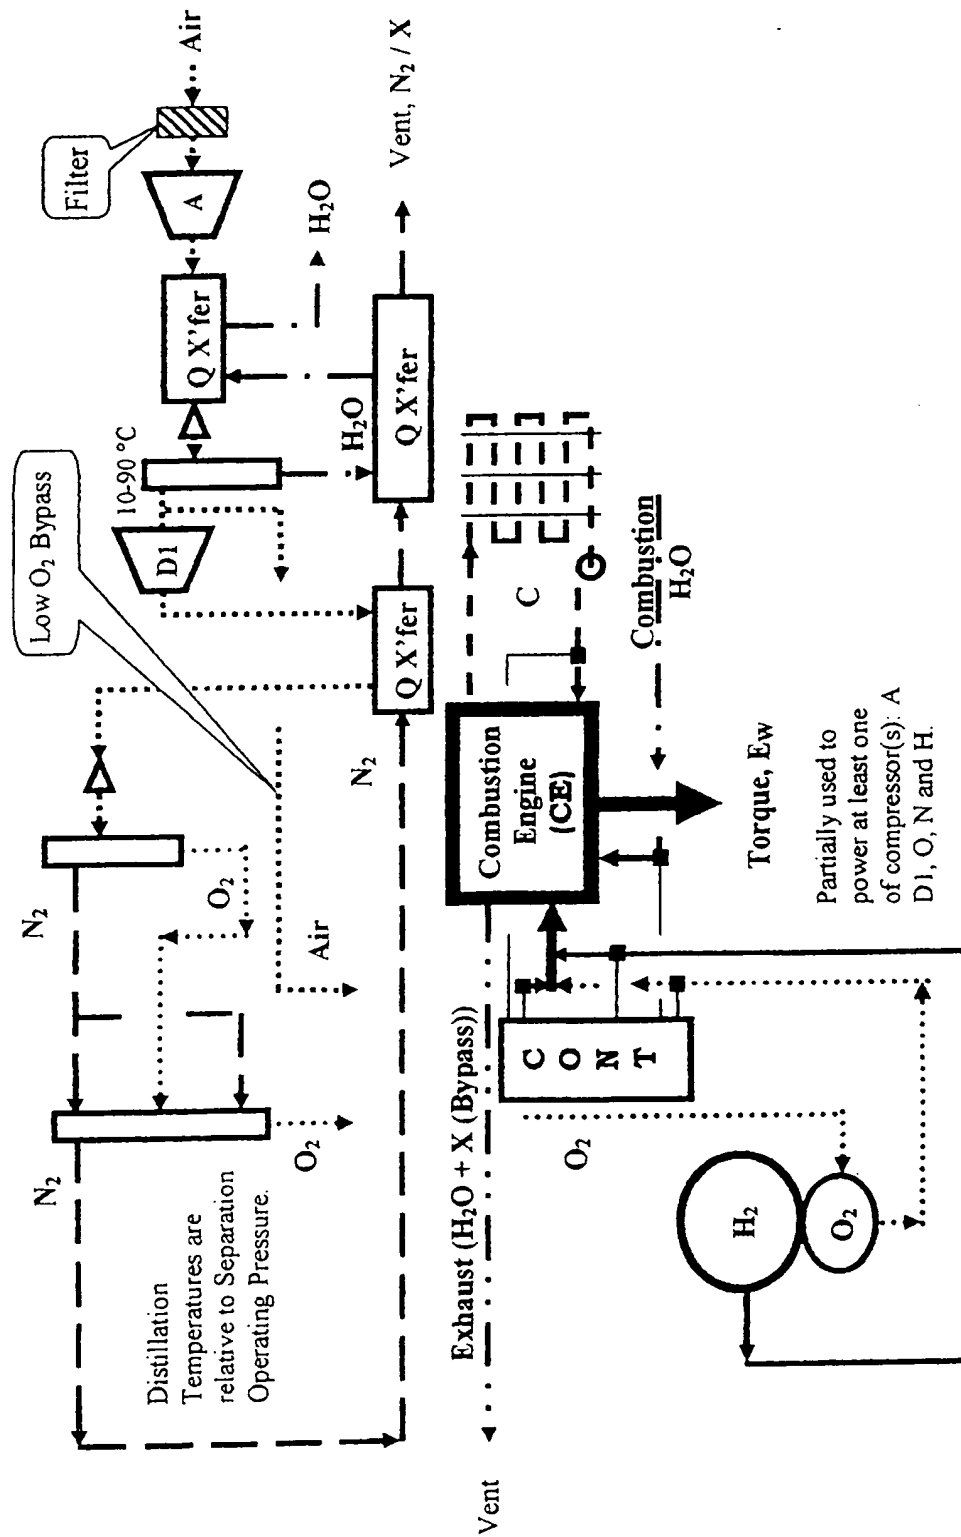 Air
Filter
A
Q X'fer
H₂O
Vent, N₂ / X
10-90 °C
H₂O
Q X'fer
D1
Low O₂ Bypass
Q X'fer
N₂
N₂
O₂
Air
N₂
O₂
Distillation
Temperatures are
relative to Separation
Operating Pressure.
C
Combustion
H₂O
Combustion
Engine
(CE)
Torque, Ew
Partially used to
power at least one
of compressor(s): A
D1, O, N and H.
Exhaust (H₂O + X (Bypass))
Vent
C
O
N
T
O₂
H₂
O₂